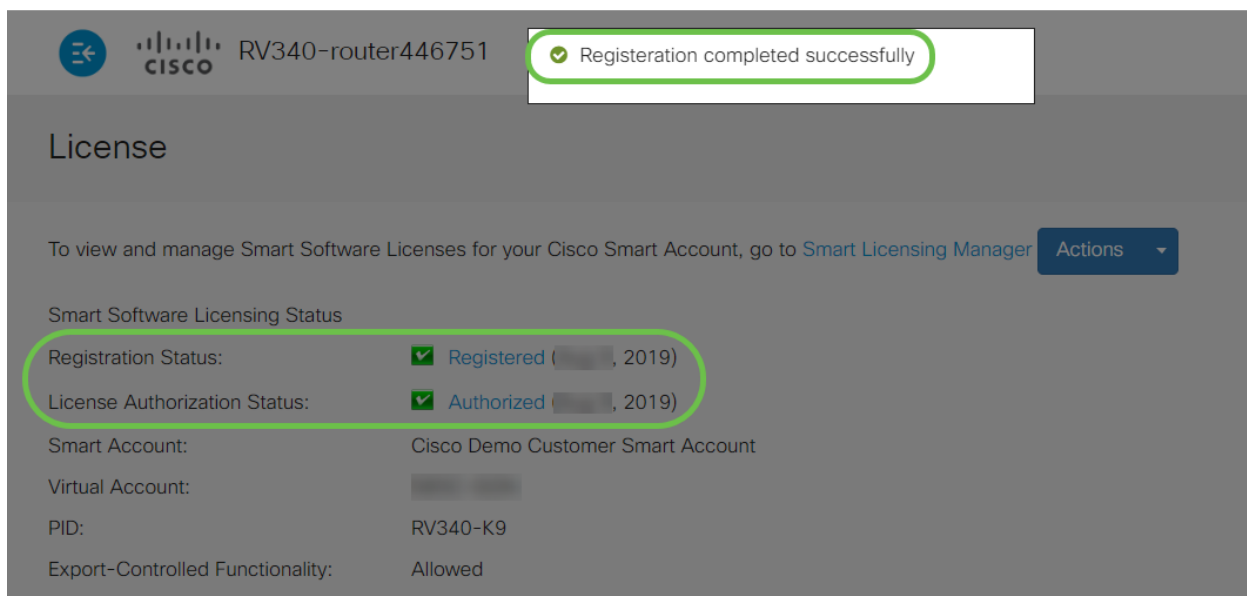 CISCO RV340-router446751
Registeration completed successfully
License
To view and manage Smart Software Licenses for your Cisco Smart Account, go to Smart Licensing Manager Actions
Smart Software Licensing Status
Registration Status: Registered ( , 2019)
License Authorization Status: Authorized ( , 2019)
Smart Account: Cisco Demo Customer Smart Account
Virtual Account:
PID: RV340-K9
Export-Controlled Functionality: Allowed